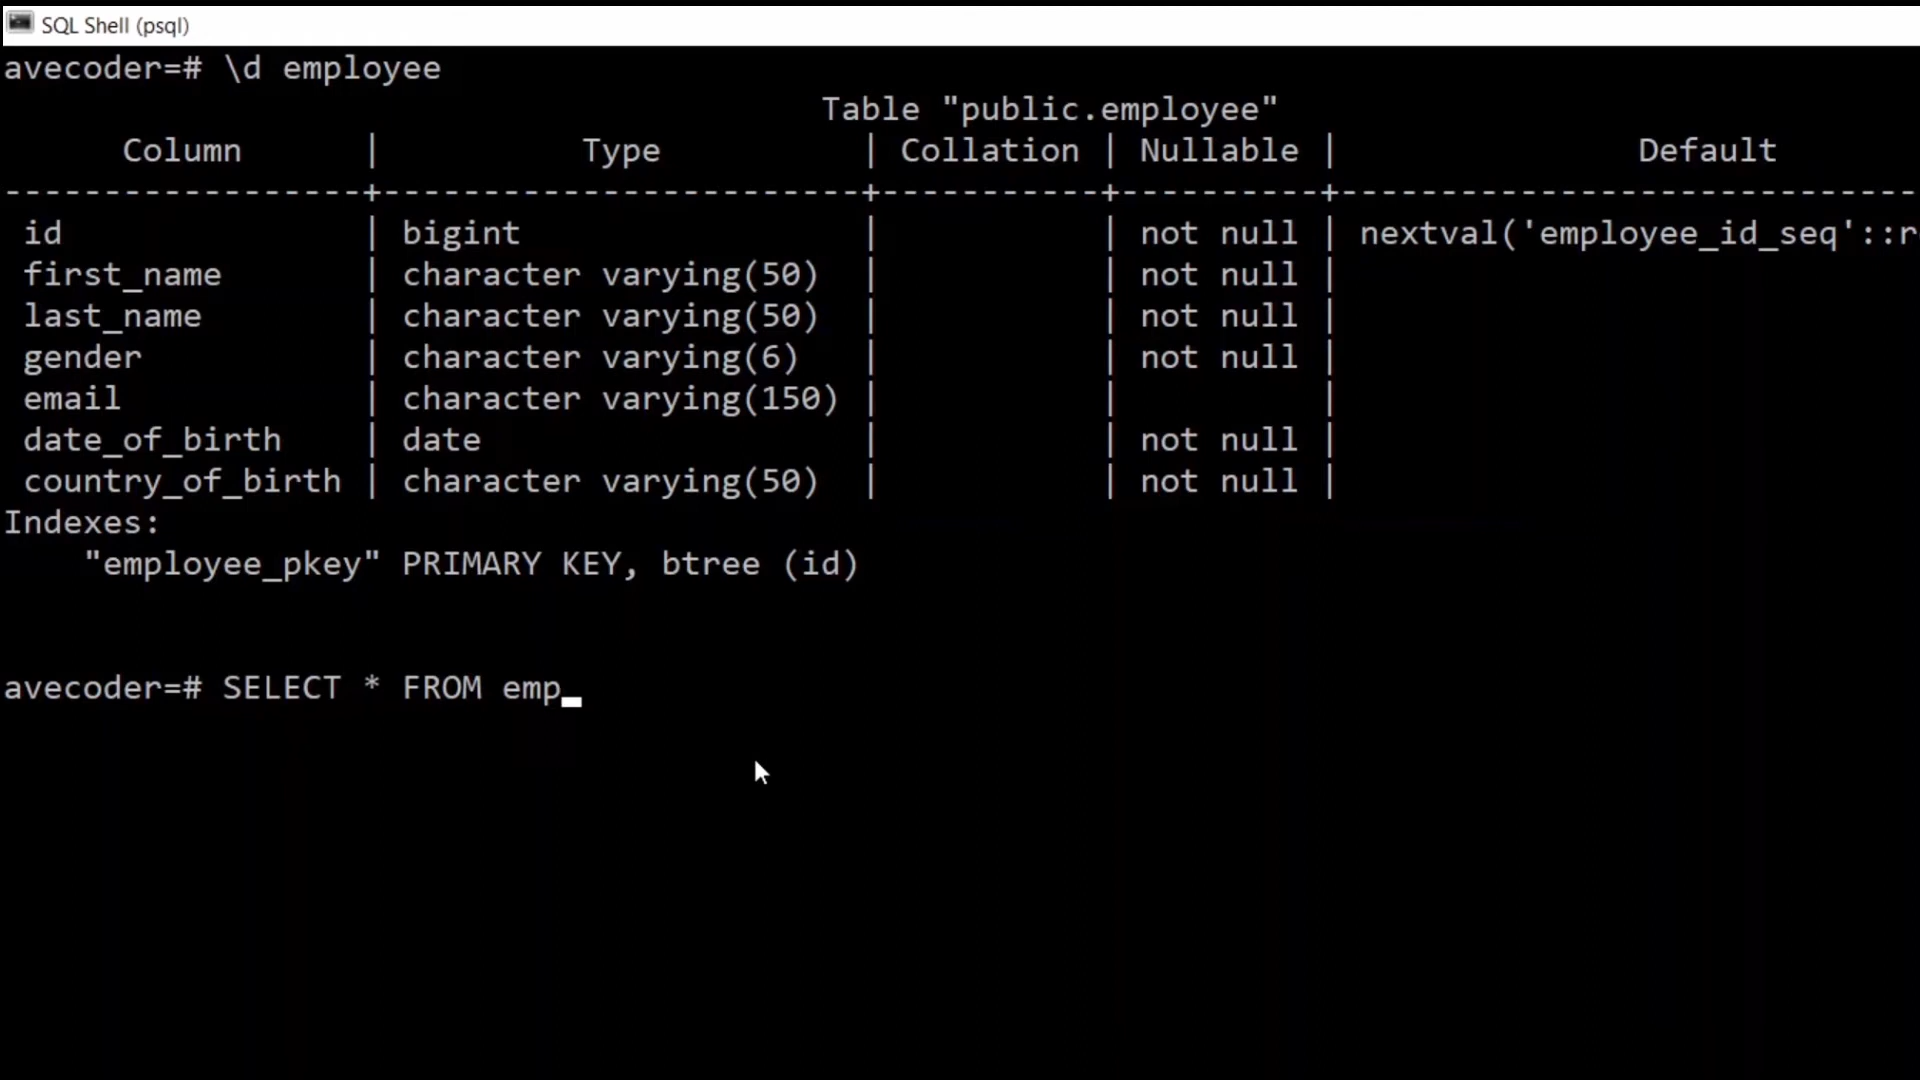 SQL Shell (psql)
avecoder=# \d employee
Table "public.employee"
Column | Type | Collation | Nullable | Default
------------------+------------------------+-----------+----------+-----------------------------
id | bigint | | not null | nextval('employee_id_seq'::r
first_name | character varying(50) | | not null |
last_name | character varying(50) | | not null |
gender | character varying(6) | | not null |
email | character varying(150) | | |
date_of_birth | date | | not null |
country_of_birth | character varying(50) | | not null |
Indexes:
"employee_pkey" PRIMARY KEY, btree (id)
avecoder=# SELECT * FROM emp_